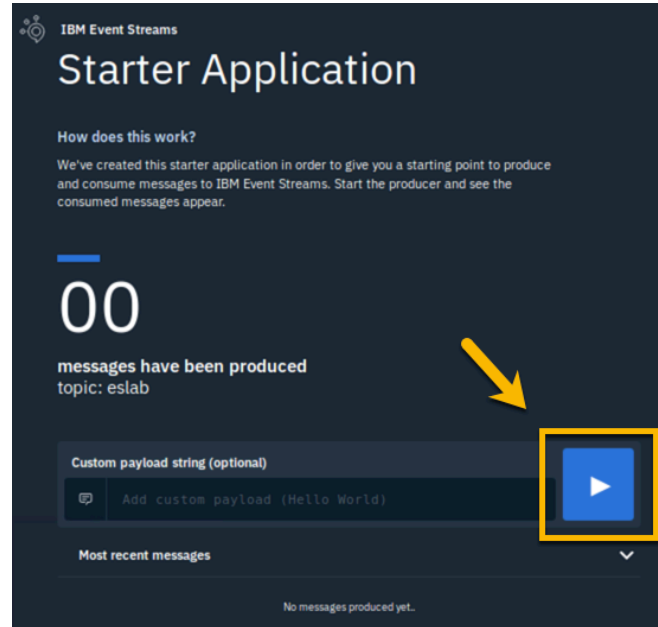 IBM Event Streams
Starter Application
How does this work?
We've created this starter application in order to give you a starting point to produce
and consume messages to IBM Event Streams. Start the producer and see the
consumed messages appear.
00
messages have been produced
topic: eslab
Custom payload string (optional)
Add custom payload (Hello World)
Most recent messages
No messages produced yet..